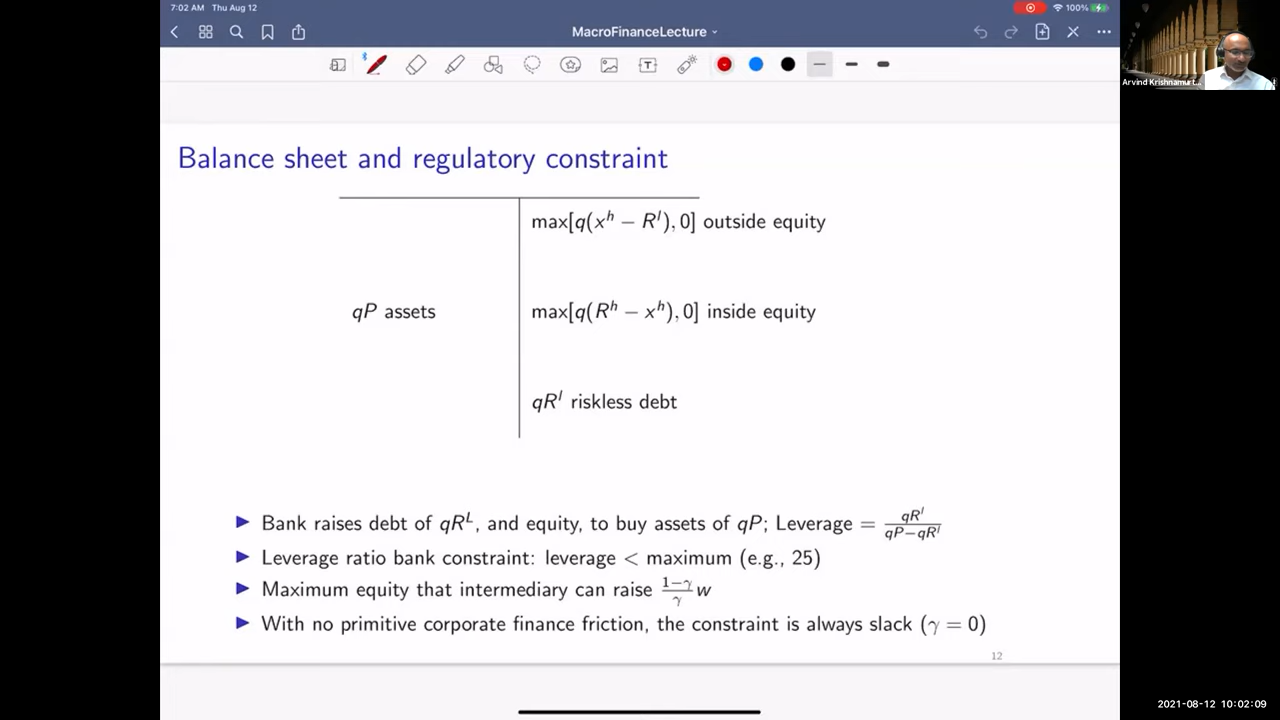 7:02 AM Thu Aug 12
100%
MacroFinanceLecture
Arvind Krishnamurt...
Balance sheet and regulatory constraint
max[q(x^h − R^l), 0] outside equity
qP assets
max[q(R^h − x^h), 0] inside equity
qR^l riskless debt
▶ Bank raises debt of qR^L, and equity, to buy assets of qP; Leverage = qR^l / (qP−qR^l)
▶ Leverage ratio bank constraint: leverage < maximum (e.g., 25)
▶ Maximum equity that intermediary can raise (1−γ)/γ w
▶ With no primitive corporate finance friction, the constraint is always slack (γ = 0)
12
2021-08-12 10:02:09